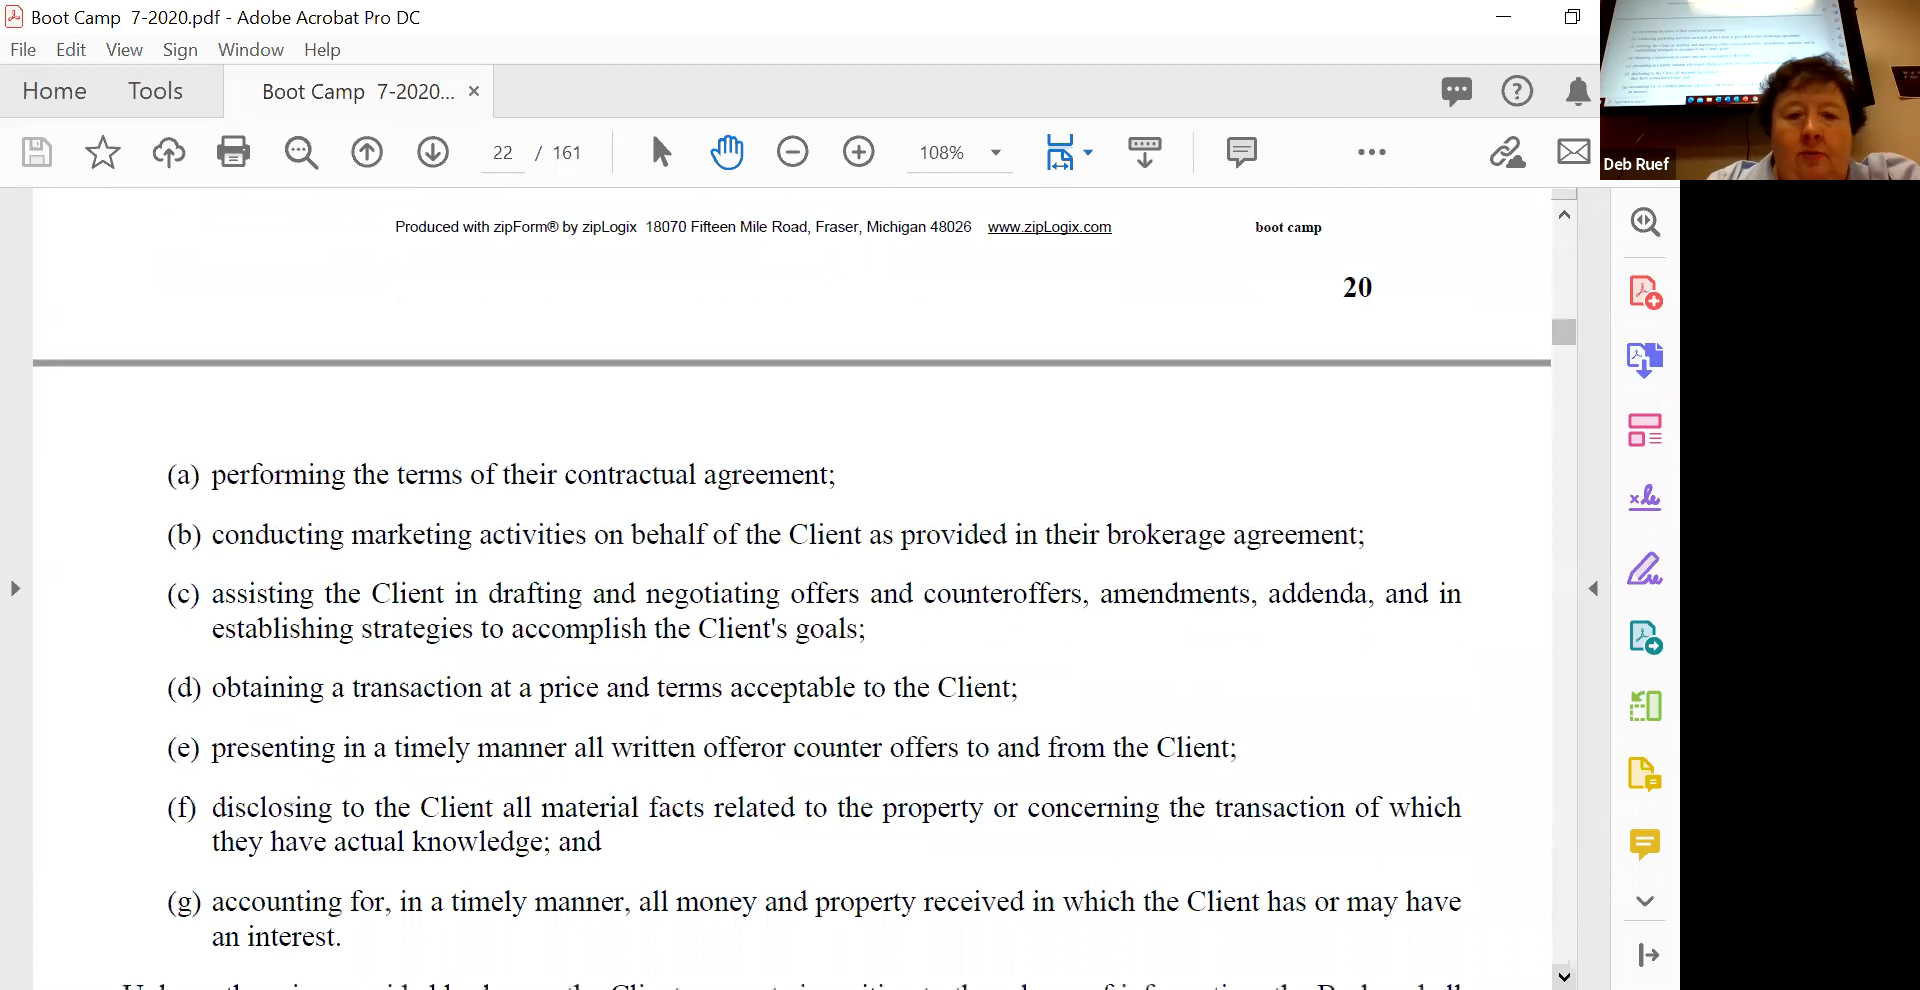 Boot Camp  7-2020.pdf - Adobe Acrobat Pro DC
File Edit View Sign Window Help
Home Tools Boot Camp  7-2020... ×
22 / 161 108%
Deb Ruef
Produced with zipForm® by zipLogix  18070 Fifteen Mile Road, Fraser, Michigan 48026 www.zipLogix.com boot camp
20
(a) performing the terms of their contractual agreement;
(b) conducting marketing activities on behalf of the Client as provided in their brokerage agreement;
(c) assisting the Client in drafting and negotiating offers and counteroffers, amendments, addenda, and in
establishing strategies to accomplish the Client's goals;
(d) obtaining a transaction at a price and terms acceptable to the Client;
(e) presenting in a timely manner all written offeror counter offers to and from the Client;
(f) disclosing to the Client all material facts related to the property or concerning the transaction of which
they have actual knowledge; and
(g) accounting for, in a timely manner, all money and property received in which the Client has or may have
an interest.